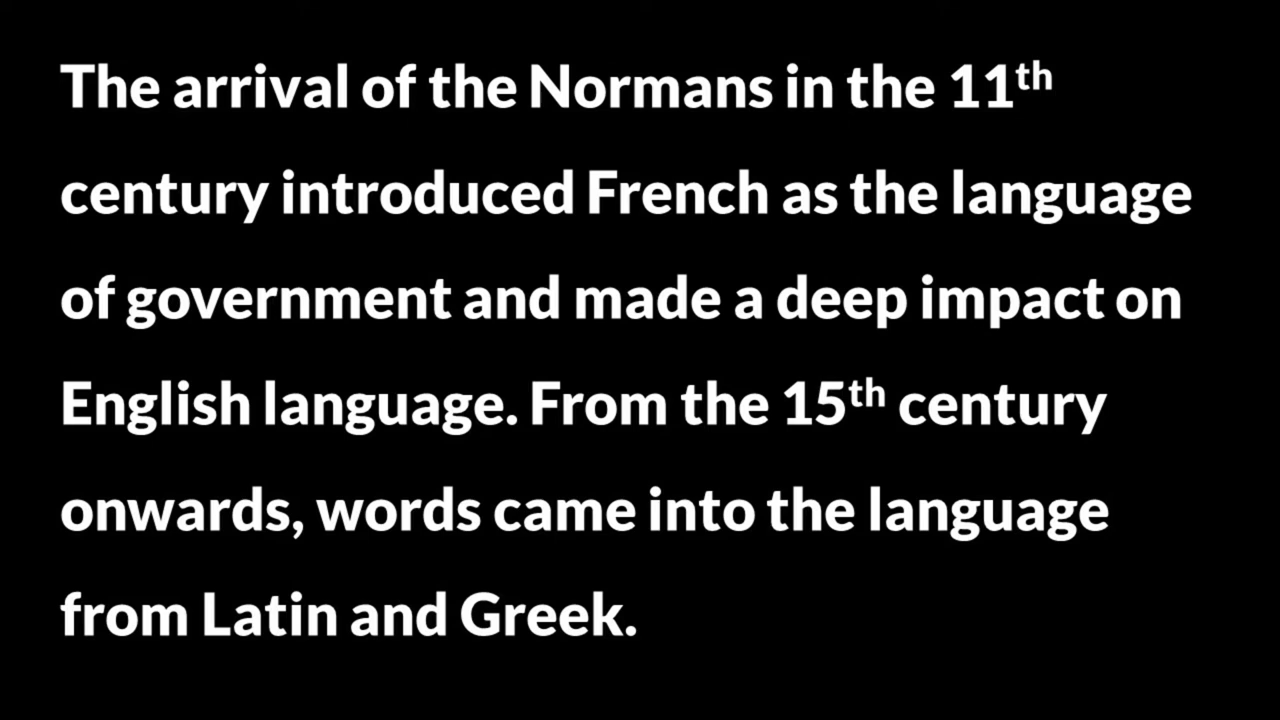 The arrival of the Normans in the 11th
century introduced French as the language
of government and made a deep impact on
English language. From the 15th century
onwards, words came into the language
from Latin and Greek.